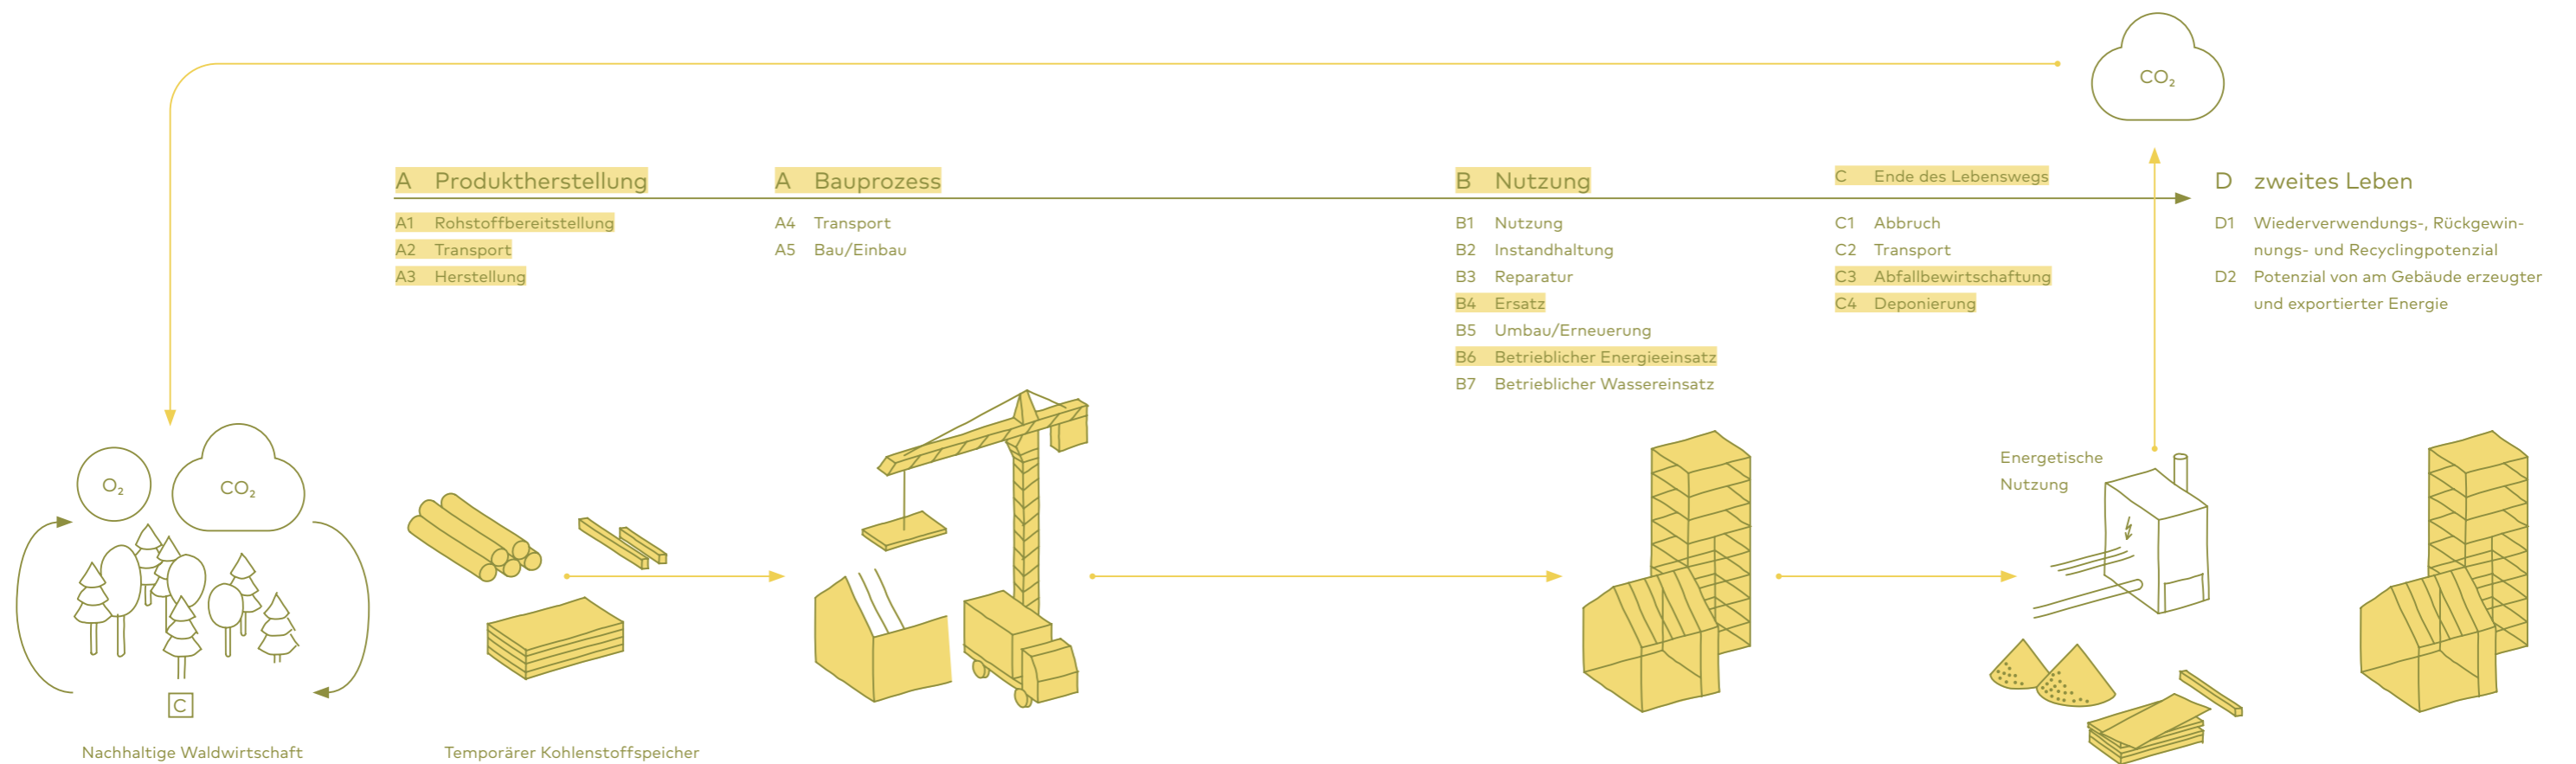 CO₂
A Produktherstellung
A1 Rohstoffbereitstellung
A2 Transport
A3 Herstellung
A Bauprozess
A4 Transport
A5 Bau/Einbau
B Nutzung
B1 Nutzung
B2 Instandhaltung
B3 Reparatur
B4 Ersatz
B5 Umbau/Erneuerung
B6 Betrieblicher Energieeinsatz
B7 Betrieblicher Wassereinsatz
C Ende des Lebenswegs
C1 Abbruch
C2 Transport
C3 Abfallbewirtschaftung
C4 Deponierung
D zweites Leben
D1 Wiederverwendungs-, Rückgewin-
nungs- und Recyclingpotenzial
D2 Potenzial von am Gebäude erzeugter
und exportierter Energie
O₂
CO₂
Energetische
Nutzung
C
Nachhaltige Waldwirtschaft
Temporärer Kohlenstoffspeicher